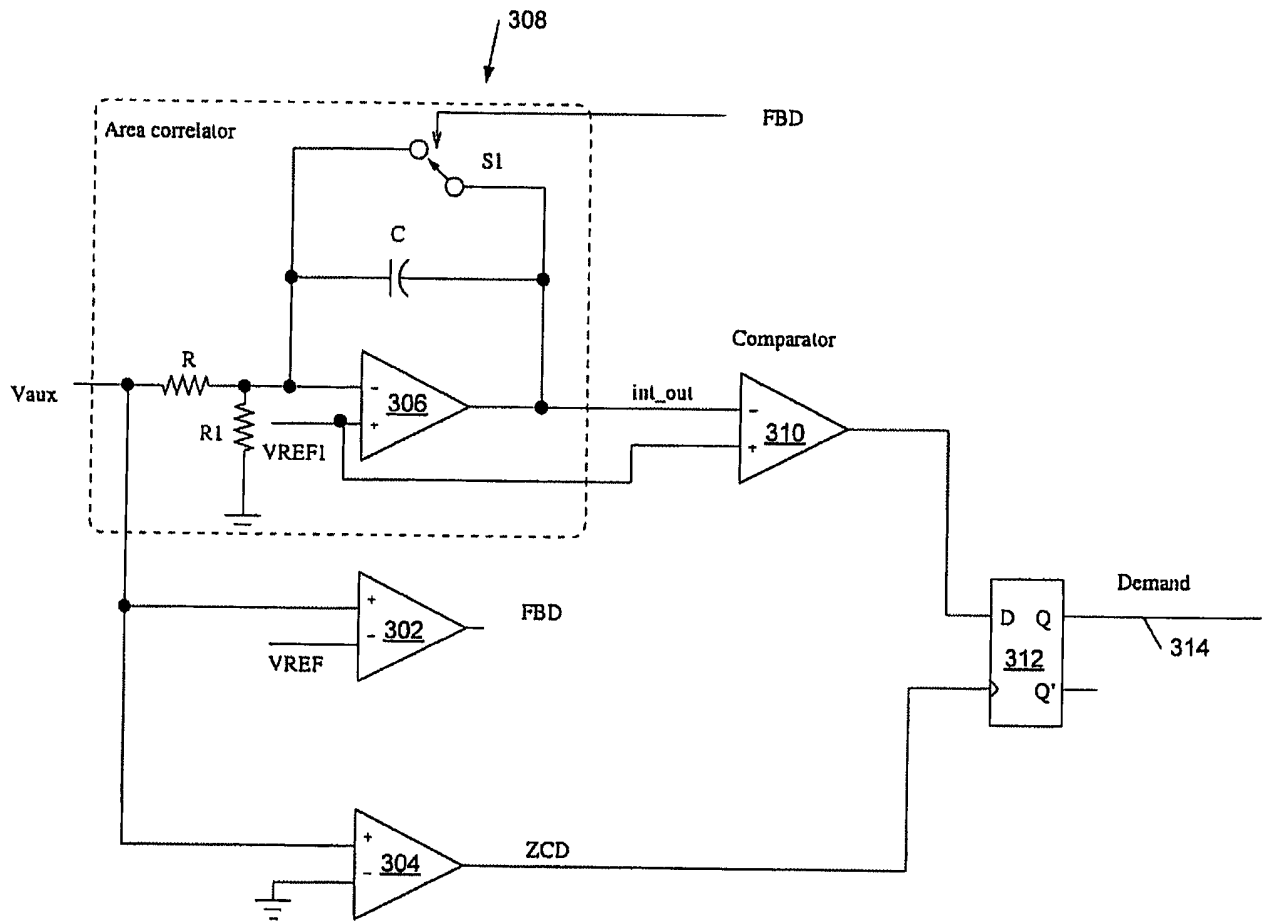 308
Area correlator
FBD
S1
C
Comparator
R
Vaux
-
306
+
R1
VREF1
int_out
-
310
+
+
302
-
FBD
VREF
Demand
D Q
312
Q'
314
+
304
-
ZCD